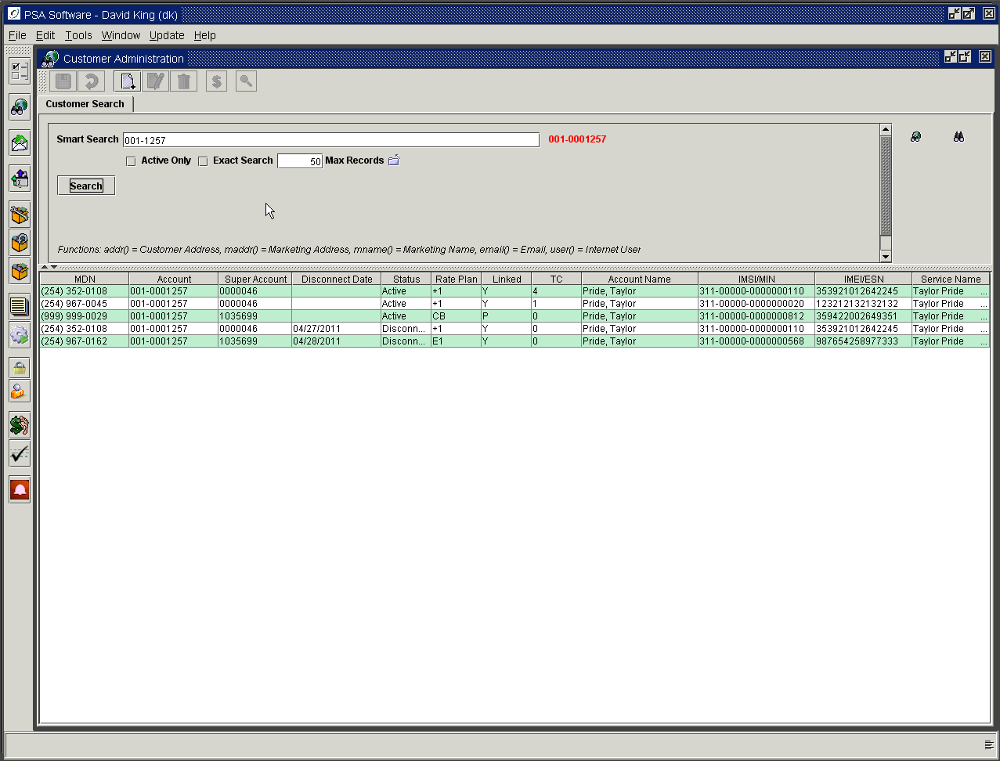 PSA Software - David King (dk)
File Edit Tools Window Update Help
Customer Administration
Customer Search
Smart Search 001-1257 001-0001257
Active Only Exact Search 50 Max Records
Search
Functions: addr() = Customer Address, maddr() = Marketing Address, mname() = Marketing Name, email() = Email, user() = Internet User
MDN Account Super Account Disconnect Date Status Rate Plan Linked TC Account Name IMSI/MIN IMEI/ESN Service Name
(254) 352-0108 001-0001257 0000046 Active +1 Y 4 Pride, Taylor 311-00000-0000000110 353921012642245 Taylor Pride ...
(254) 967-0045 001-0001257 0000046 Active +1 Y 1 Pride, Taylor 311-00000-0000000020 123212132132132 Taylor Pride ...
(999) 999-0029 001-0001257 1035699 Active CB P 0 Pride, Taylor 311-00000-0000000812 359422002649351 Taylor Pride ...
(254) 352-0108 001-0001257 0000046 04/27/2011 Disconn... +1 Y 0 Pride, Taylor 311-00000-0000000110 353921012642245 Taylor Pride ...
(254) 967-0162 001-0001257 1035699 04/28/2011 Disconn... E1 Y 0 Pride, Taylor 311-00000-0000000568 987654258977333 Taylor Pride ...